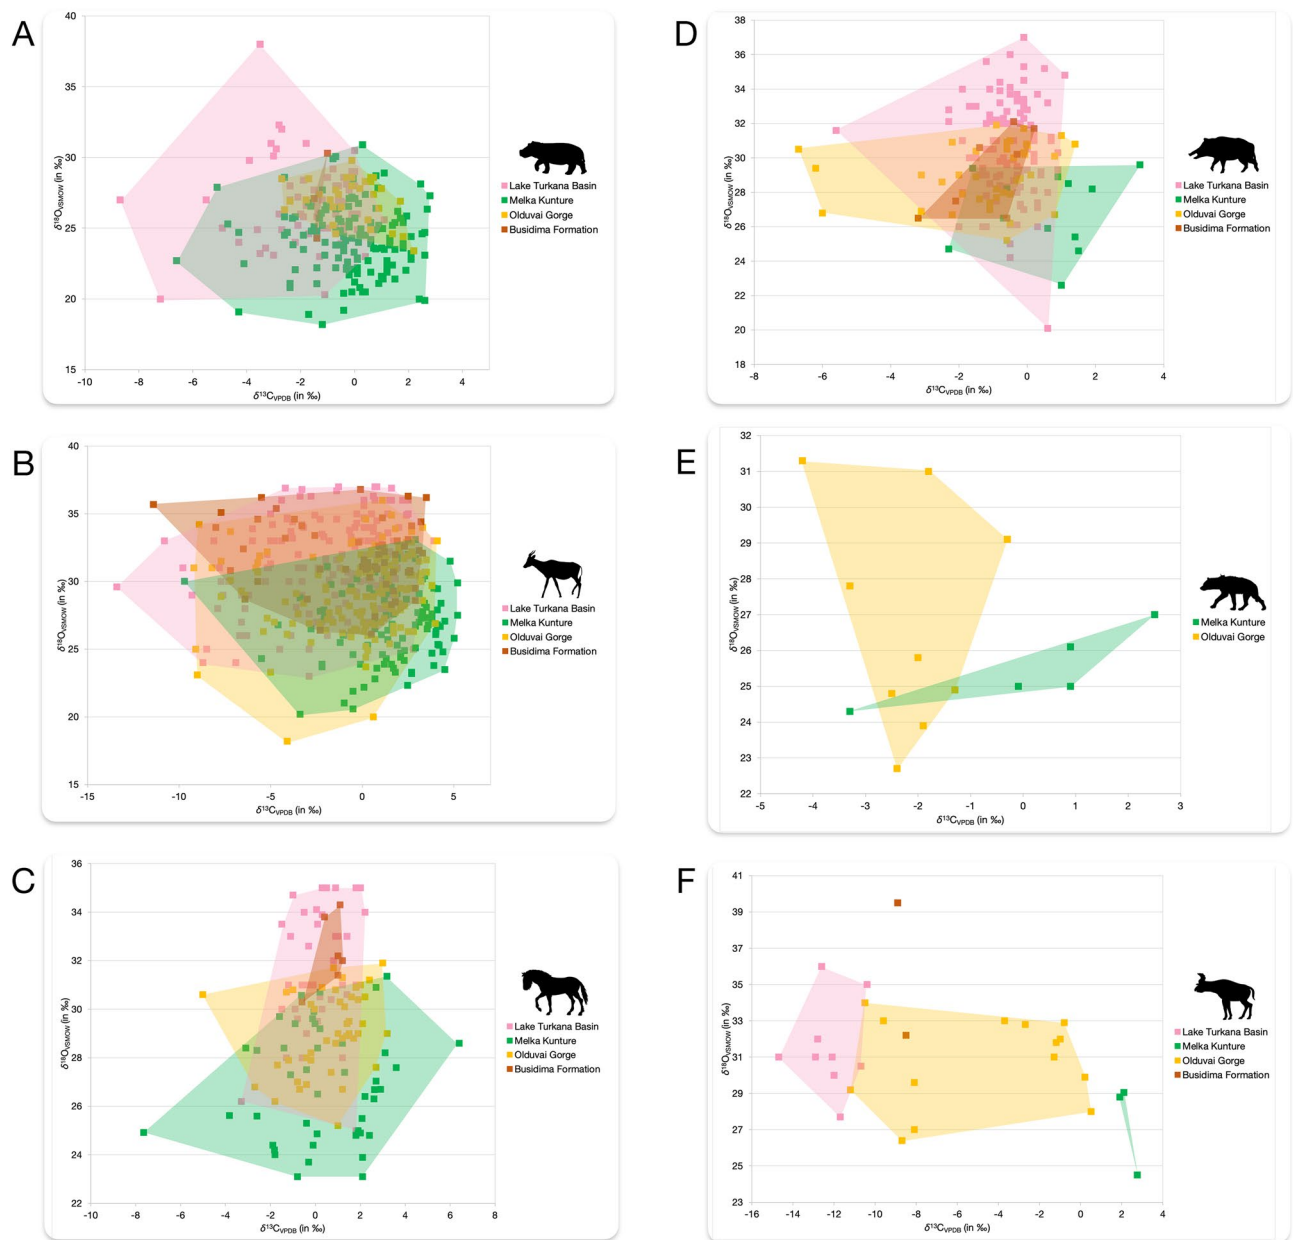 A
40
35
30
25
20
15
-10
-8
-6
-4
-2
0
2
4
δ18OVSMOW (in ‰)
δ13CVPDB (in ‰)
Lake Turkana Basin
Melka Kunture
Olduvai Gorge
Busidima Formation
D
38
36
34
32
30
28
26
24
22
20
18
-8
-6
-4
-2
0
2
4
δ18OVSMOW (in ‰)
δ13CVPDB (in ‰)
Lake Turkana Basin
Melka Kunture
Olduvai Gorge
Busidima Formation
B
40
35
30
25
20
15
-15
-10
-5
0
5
δ18OVSMOW (in ‰)
δ13CVPDB (in ‰)
Lake Turkana Basin
Melka Kunture
Olduvai Gorge
Busidima Formation
E
32
31
30
29
28
27
26
25
24
23
22
-5
-4
-3
-2
-1
0
1
2
3
δ18OVSMOW (in ‰)
δ13CVPDB (in ‰)
Melka Kunture
Olduvai Gorge
C
36
34
32
30
28
26
24
22
-10
-8
-6
-4
-2
0
2
4
6
8
δ18OVSMOW (in ‰)
δ13CVPDB (in ‰)
Lake Turkana Basin
Melka Kunture
Olduvai Gorge
Busidima Formation
F
41
39
37
35
33
31
29
27
25
23
-16
-14
-12
-10
-8
-6
-4
-2
0
2
4
δ18OVSMOW (in ‰)
δ13CVPDB (in ‰)
Lake Turkana Basin
Melka Kunture
Olduvai Gorge
Busidima Formation